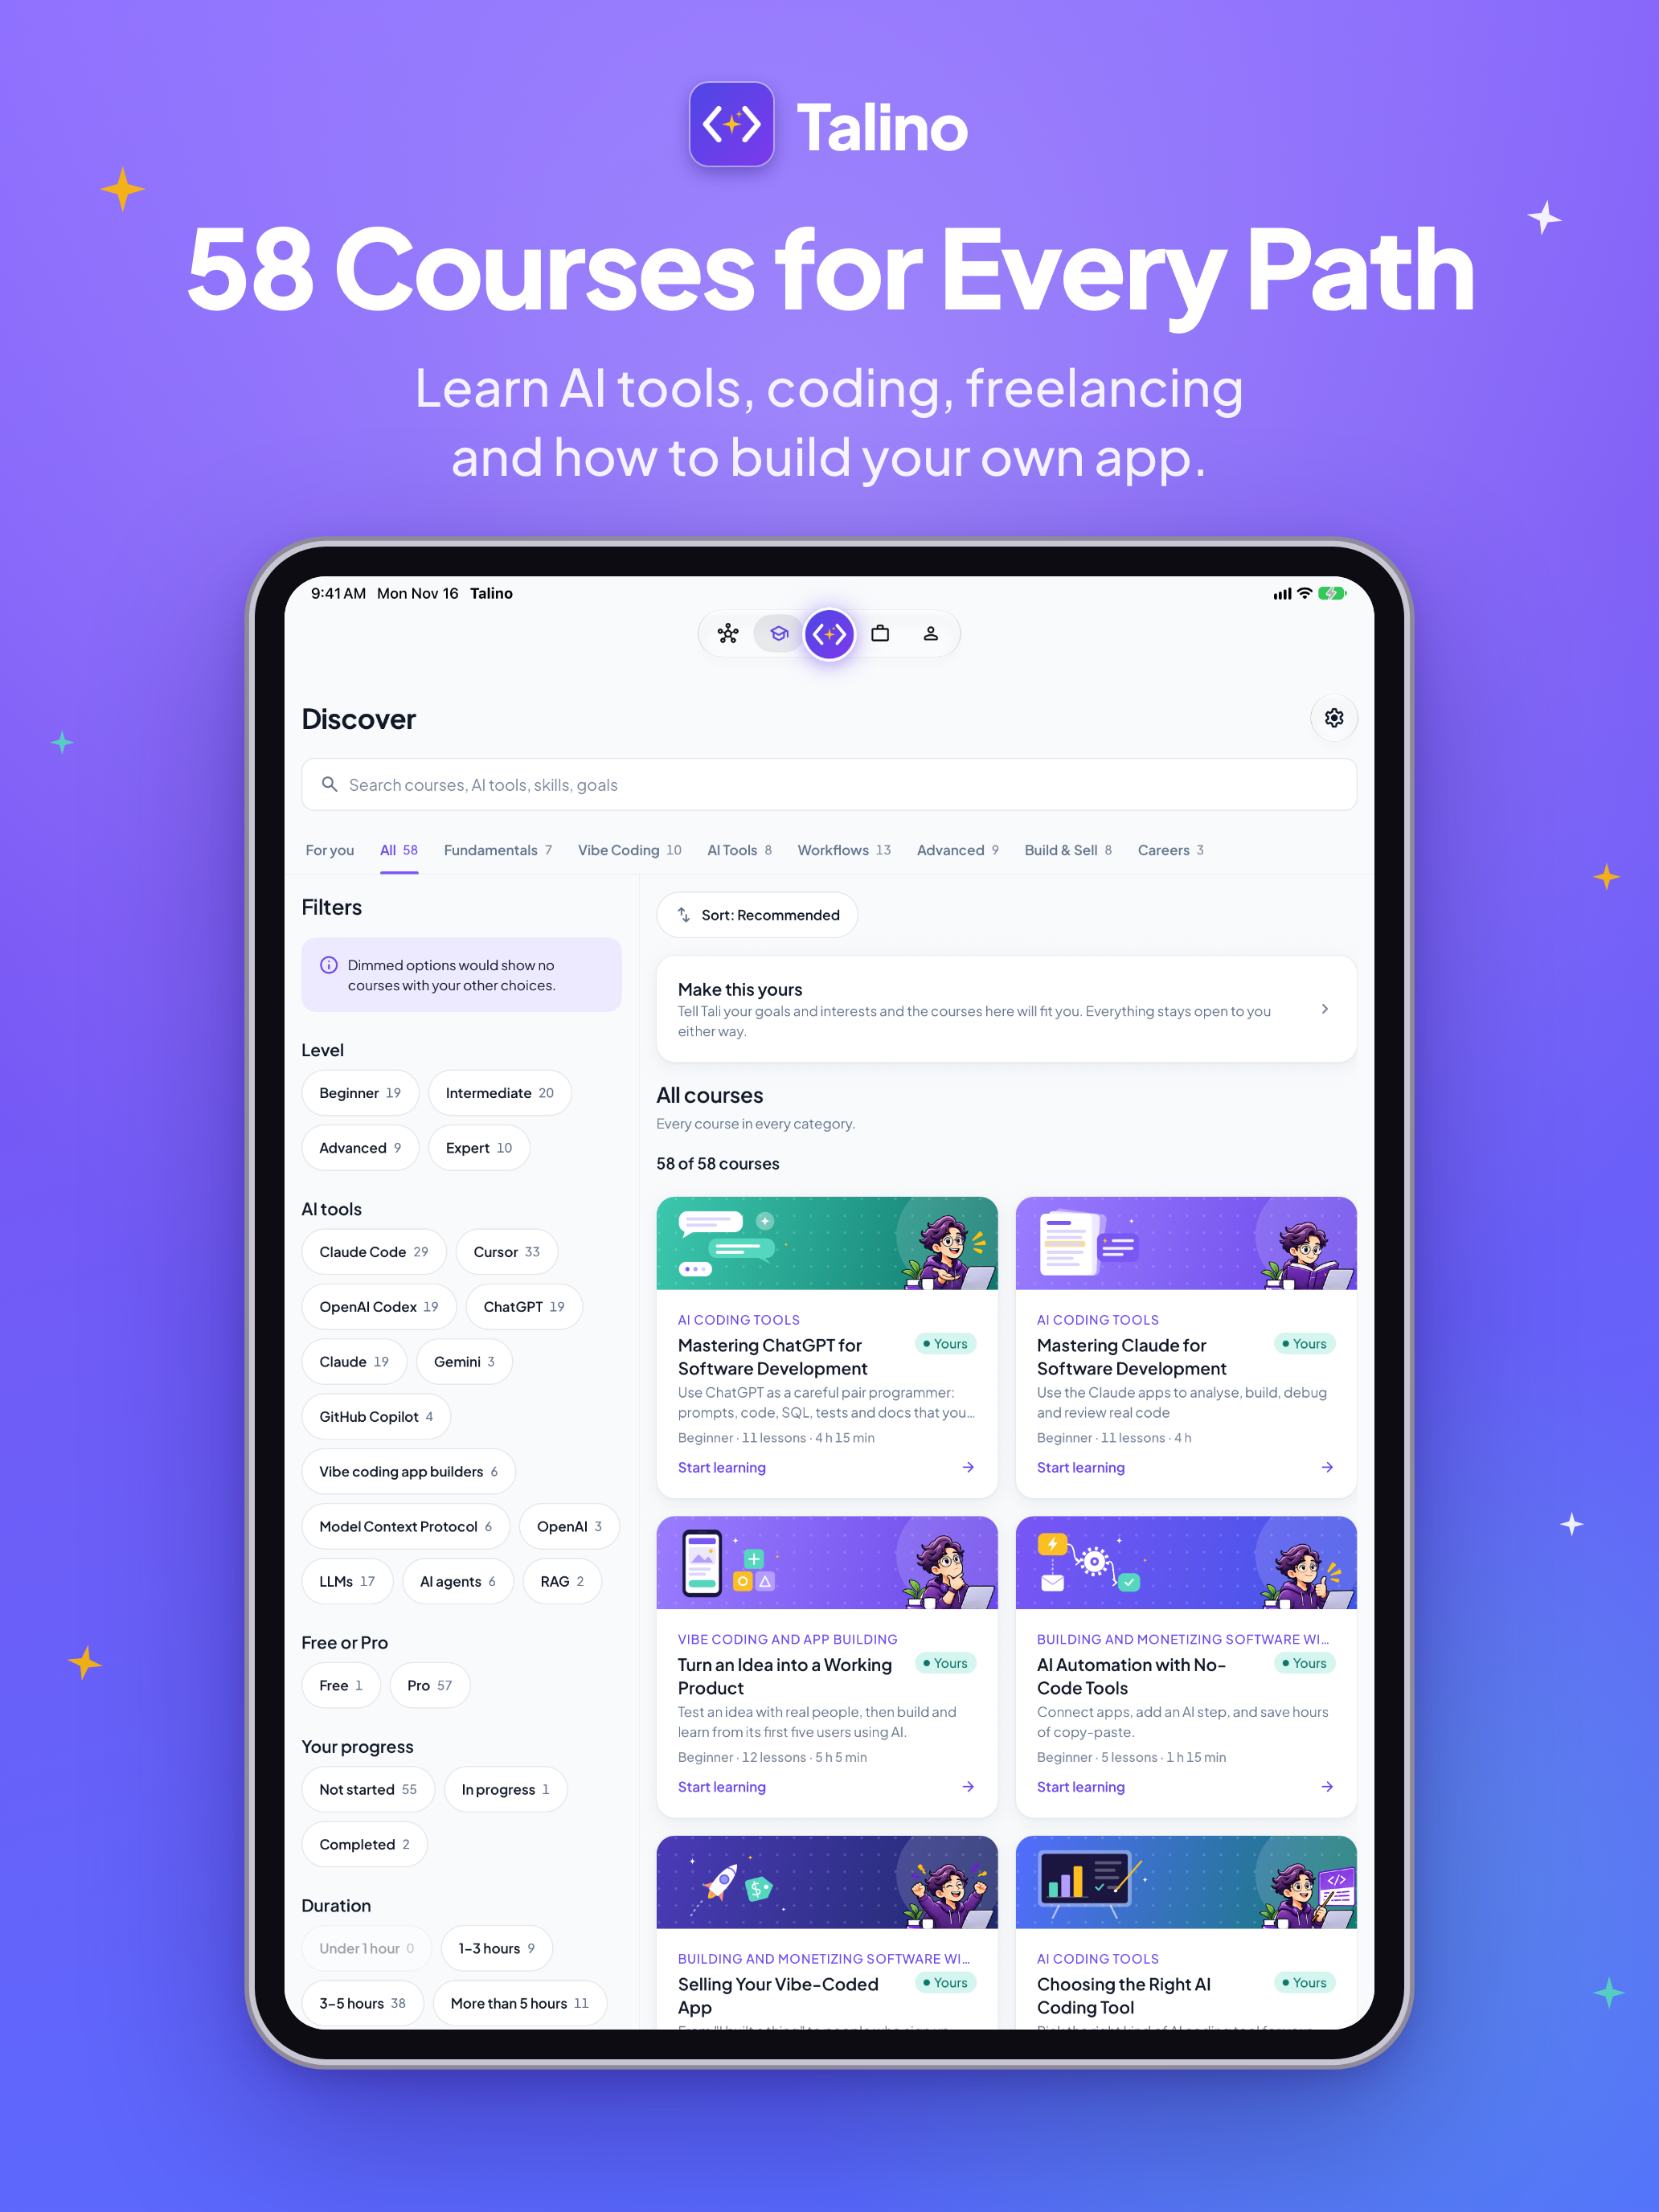 Talino
58 Courses for Every Path
Learn AI tools, coding, freelancing
and how to build your own app.
9:41 AM Mon Nov 16 Talino
Discover
Search courses, AI tools, skills, goals
For you All 58 Fundamentals 7 Vibe Coding 10 AI Tools 8 Workflows 13 Advanced 9 Build & Sell 8 Careers 3
Filters
Dimmed options would show no
courses with your other choices.
Level
Beginner 19 Intermediate 20
Advanced 9 Expert 10
AI tools
Claude Code 29 Cursor 33
OpenAI Codex 19 ChatGPT 19
Claude 19 Gemini 3
GitHub Copilot 4
Vibe coding app builders 6
Model Context Protocol 6 OpenAI 3
LLMs 17 AI agents 6 RAG 2
Free or Pro
Free 1 Pro 57
Your progress
Not started 55 In progress 1
Completed 2
Duration
Under 1 hour 0 1–3 hours 9
3–5 hours 38 More than 5 hours 11
Sort: Recommended
Make this yours
Tell Tali your goals and interests and the courses here will fit you. Everything stays open to you
either way.
All courses
Every course in every category.
58 of 58 courses
AI CODING TOOLS
Mastering ChatGPT for
Software Development
Yours
Use ChatGPT as a careful pair programmer:
prompts, code, SQL, tests and docs that you…
Beginner · 11 lessons · 4 h 15 min
Start learning
AI CODING TOOLS
Mastering Claude for
Software Development
Yours
Use the Claude apps to analyse, build, debug
and review real code
Beginner · 11 lessons · 4 h
Start learning
VIBE CODING AND APP BUILDING
Turn an Idea into a Working
Product
Yours
Test an idea with real people, then build and
learn from its first five users using AI.
Beginner · 12 lessons · 5 h 5 min
Start learning
BUILDING AND MONETIZING SOFTWARE WI…
AI Automation with No-
Code Tools
Yours
Connect apps, add an AI step, and save hours
of copy-paste.
Beginner · 5 lessons · 1 h 15 min
Start learning
BUILDING AND MONETIZING SOFTWARE WI…
Selling Your Vibe-Coded
App
Yours
AI CODING TOOLS
Choosing the Right AI
Coding Tool
Yours